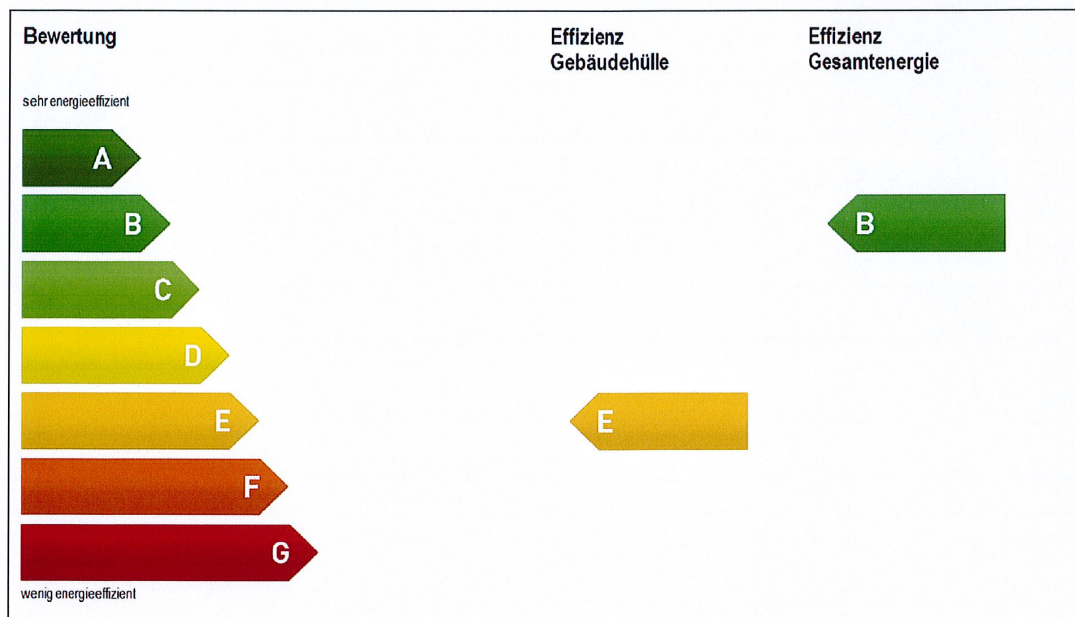 Bewertung
Effizienz
Gebäudehülle
Effizienz
Gesamtenergie
sehr energieeffizient
A
B
B
C
D
E
E
F
G
wenig energieeffizient